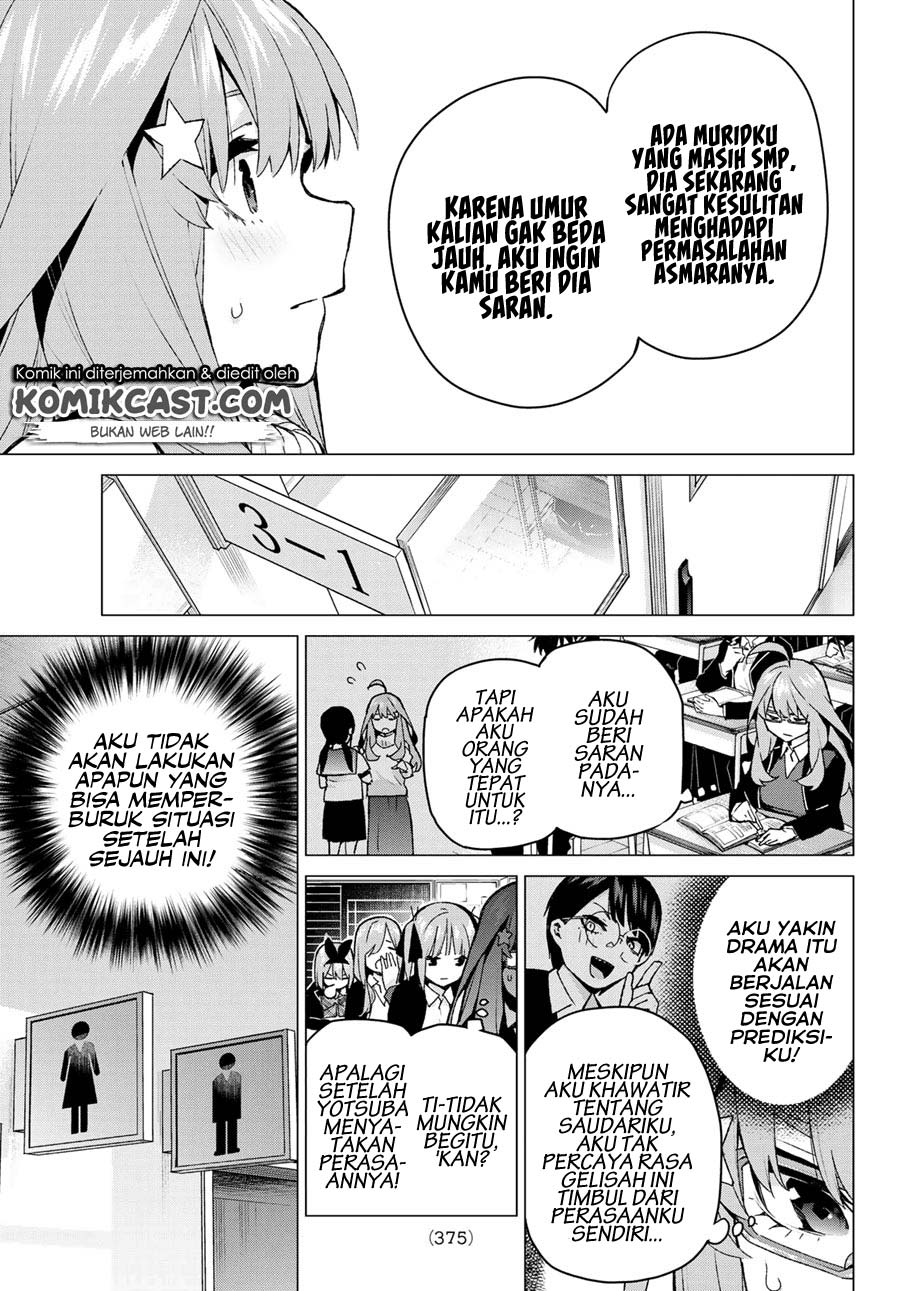 ADA MURIDKU
YANG MASIH SMP,
DIA SEKARANG
SANGAT KESULITAN
MENGHADAPI
PERMASALAHAN
ASMARANYA.
KARENA UMUR
KALIAN GAK BEDA
JAUH, AKU INGIN
KAMU BERI DIA
SARAN.
Komik ini diterjemahkan & diedit oleh
KOMIKCAST.COM
BUKAN WEB LAIN!!
3-1
AKU
SUDAH
BERI
SARAN
PADA-
NYA...
TAPI
APAKAH
AKU
ORANG
YANG
TEPAT
UNTUK
ITU...?
AKU YAKIN
DRAMA ITU
AKAN
BERJALAN
SESUAI
DENGAN
PREDIKSI-
KU!
MESKIPUN
AKU KHAWATIR
TENTANG
SAUDARIKU,
AKU TAK
PERCAYA RASA
GELISAH INI
TIMBUL DARI
PERASAANKU
SENDIRI...
TI-TIDAK
MUNGKIN
BEGITU,
'KAN?
APALAGI
SETELAH
YOTSUBA
MENYA-
TAKAN
PERASA-
ANNYA!
AKU TIDAK
AKAN LAKUKAN
APAPUN YANG
BISA MEMPER-
BURUK SITUASI
SETELAH
SEJAUH INI!
(375)